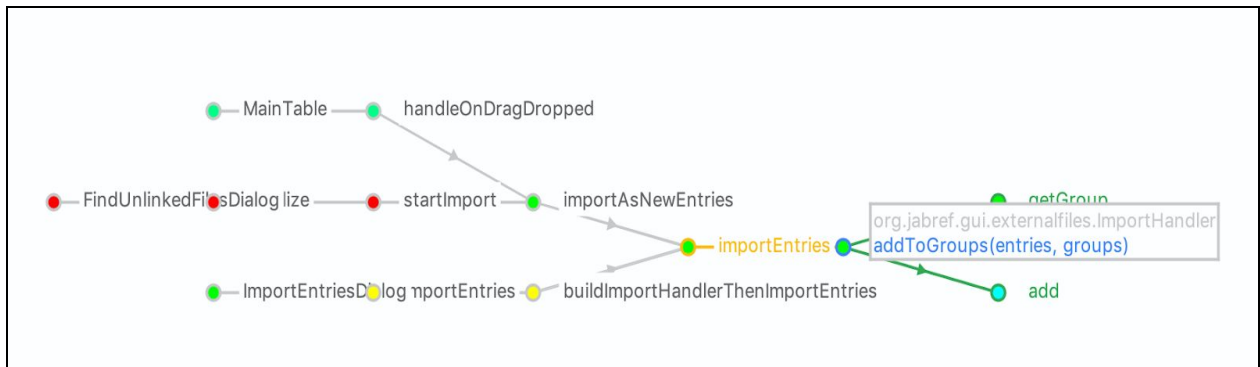 MainTable handleOnDragDropped
FindUnlinkedFilesDialog lize startImport importAsNewEntries getGroup
org.jabref.gui.externalfiles.ImportHandler
importEntries addToGroups(entries, groups)
ImportEntriesDialog mportEntries buildImportHandlerThenImportEntries add